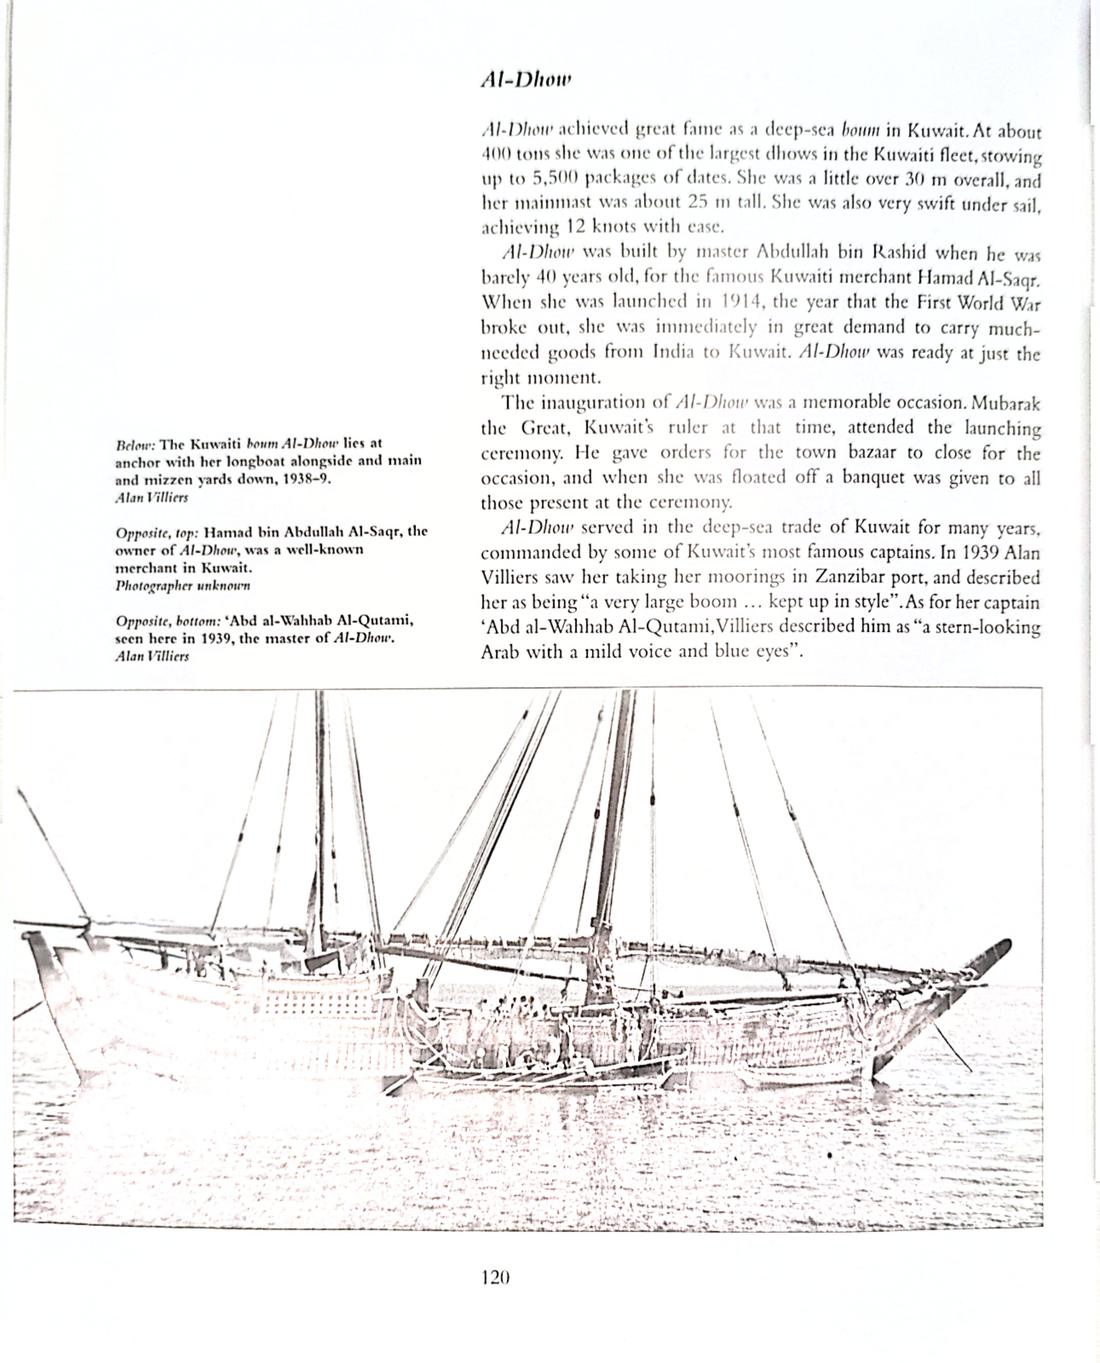 Al-Dhow
Al-Dhow achieved great fame as a deep-sea boum in Kuwait. At about
400 tons she was one of the largest dhows in the Kuwaiti fleet, stowing
up to 5,500 packages of dates. She was a little over 30 m overall, and
her mainmast was about 25 m tall. She was also very swift under sail,
achieving 12 knots with ease.
Al-Dhow was built by master Abdullah bin Rashid when he was
barely 40 years old, for the famous Kuwaiti merchant Hamad Al-Saqr.
When she was launched in 1914, the year that the First World War
broke out, she was immediately in great demand to carry much-
needed goods from India to Kuwait. Al-Dhow was ready at just the
right moment.
The inauguration of Al-Dhow was a memorable occasion. Mubarak
the Great, Kuwait's ruler at that time, attended the launching
ceremony. He gave orders for the town bazaar to close for the
occasion, and when she was floated off a banquet was given to all
those present at the ceremony.
Al-Dhow served in the deep-sea trade of Kuwait for many years,
commanded by some of Kuwait's most famous captains. In 1939 Alan
Villiers saw her taking her moorings in Zanzibar port, and described
her as being "a very large boom … kept up in style". As for her captain
'Abd al-Wahhab Al-Qutami, Villiers described him as "a stern-looking
Arab with a mild voice and blue eyes".
Below: The Kuwaiti boum Al-Dhow lies at
anchor with her longboat alongside and main
and mizzen yards down, 1938–9.
Alan Villiers
Opposite, top: Hamad bin Abdullah Al-Saqr, the
owner of Al-Dhow, was a well-known
merchant in Kuwait.
Photographer unknown
Opposite, bottom: 'Abd al-Wahhab Al-Qutami,
seen here in 1939, the master of Al-Dhow.
Alan Villiers
120